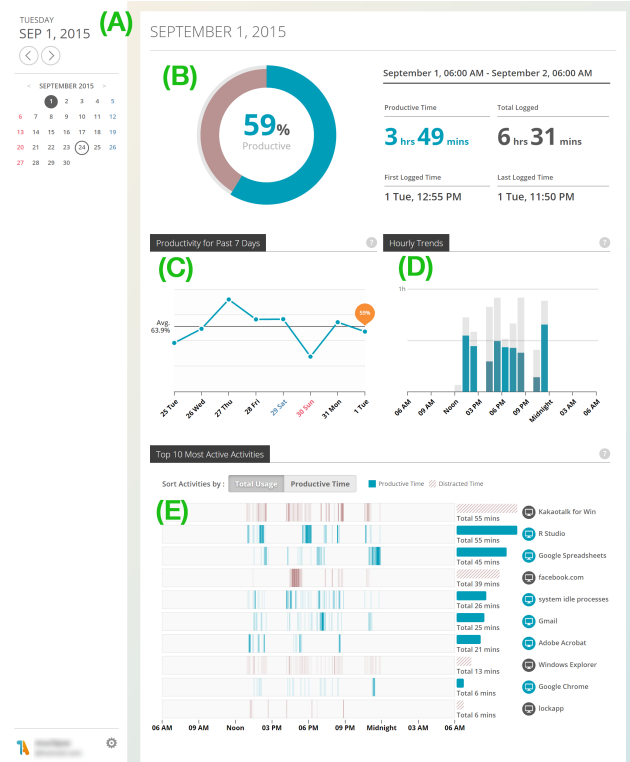 TUESDAY
SEP 1, 2015
(A)
< SEPTEMBER 2015 >
1 2 3 4 5
6 7 8 9 10 11 12
13 14 15 16 17 18 19
20 21 22 23 24 25 26
27 28 29 30
SEPTEMBER 1, 2015
(B)
59%
Productive
September 1, 06:00 AM - September 2, 06:00 AM
Productive Time
3 hrs 49 mins
Total Logged
6 hrs 31 mins
First Logged Time
1 Tue, 12:55 PM
Last Logged Time
1 Tue, 11:50 PM
Productivity for Past 7 Days
?
(C)
Avg.
63.9%
59%
25 Tue
26 Wed
27 Thu
28 Fri
29 Sat
30 Sun
31 Mon
1 Tue
Hourly Trends
?
(D)
1h
06 AM
09 AM
Noon
03 PM
06 PM
09 PM
Midnight
03 AM
06 AM
Top 10 Most Active Activities
?
Sort Activities by :
Total Usage
Productive Time
Productive Time
Distracted Time
(E)
Total 55 mins
Kakaotalk for Win
Total 55 mins
R Studio
Total 45 mins
Google Spreadsheets
Total 39 mins
facebook.com
Total 26 mins
system idle processes
Total 25 mins
Gmail
Total 21 mins
Adobe Acrobat
Total 13 mins
Windows Explorer
Total 6 mins
Google Chrome
Total 6 mins
lockapp
06 AM
09 AM
Noon
03 PM
06 PM
09 PM
Midnight
03 AM
06 AM